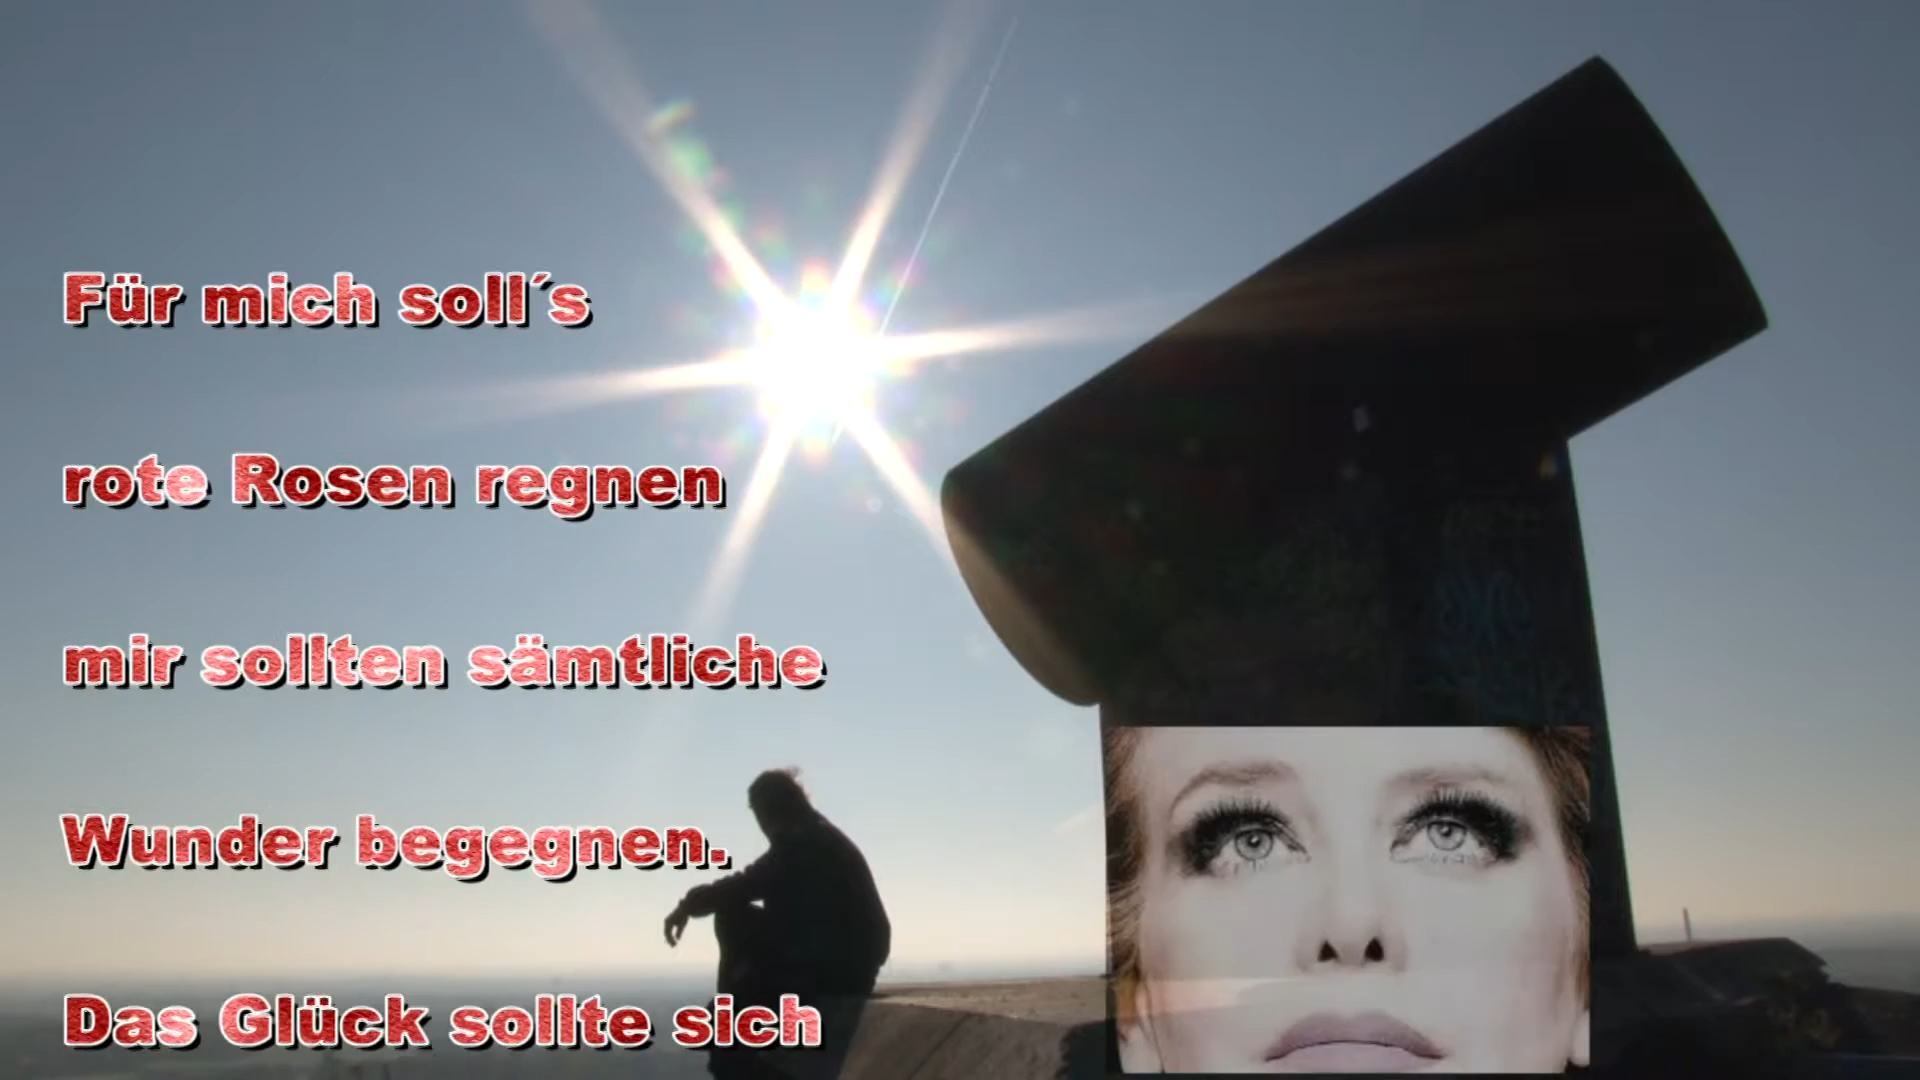 Für mich soll´s
rote Rosen regnen
mir sollten sämtliche
Wunder begegnen.
Das Glück sollte sich